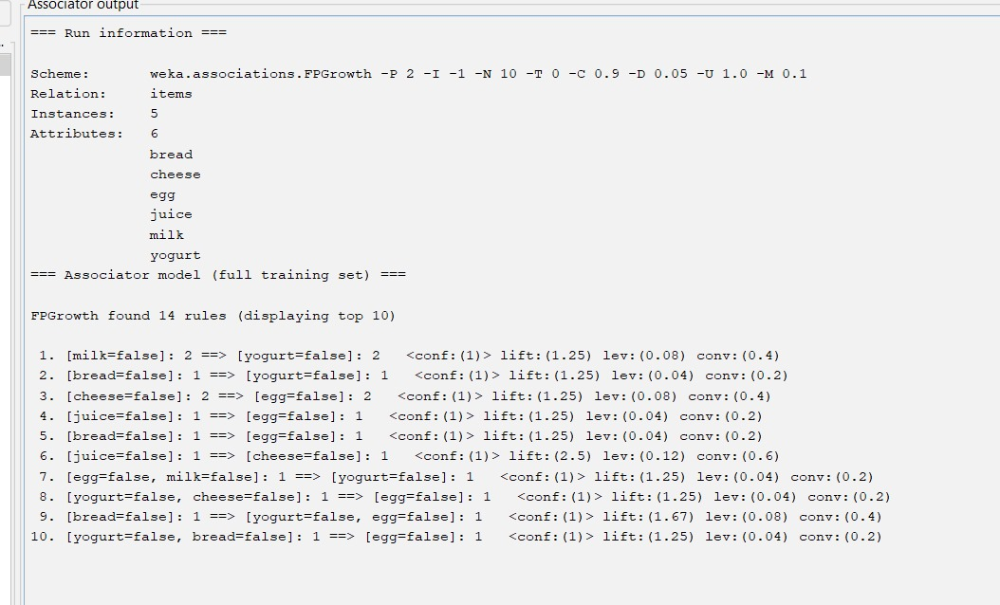 Associator output
=== Run information ===
Scheme:       weka.associations.FPGrowth -P 2 -I -1 -N 10 -T 0 -C 0.9 -D 0.05 -U 1.0 -M 0.1
Relation:     items
Instances:    5
Attributes:   6
bread
cheese
egg
juice
milk
yogurt
=== Associator model (full training set) ===
FPGrowth found 14 rules (displaying top 10)
1. [milk=false]: 2 ==> [yogurt=false]: 2   <conf:(1)> lift:(1.25) lev:(0.08) conv:(0.4)
2. [bread=false]: 1 ==> [yogurt=false]: 1   <conf:(1)> lift:(1.25) lev:(0.04) conv:(0.2)
3. [cheese=false]: 2 ==> [egg=false]: 2   <conf:(1)> lift:(1.25) lev:(0.08) conv:(0.4)
4. [juice=false]: 1 ==> [egg=false]: 1   <conf:(1)> lift:(1.25) lev:(0.04) conv:(0.2)
5. [bread=false]: 1 ==> [egg=false]: 1   <conf:(1)> lift:(1.25) lev:(0.04) conv:(0.2)
6. [juice=false]: 1 ==> [cheese=false]: 1   <conf:(1)> lift:(2.5) lev:(0.12) conv:(0.6)
7. [egg=false, milk=false]: 1 ==> [yogurt=false]: 1   <conf:(1)> lift:(1.25) lev:(0.04) conv:(0.2)
8. [yogurt=false, cheese=false]: 1 ==> [egg=false]: 1   <conf:(1)> lift:(1.25) lev:(0.04) conv:(0.2)
9. [bread=false]: 1 ==> [yogurt=false, egg=false]: 1   <conf:(1)> lift:(1.67) lev:(0.08) conv:(0.4)
10. [yogurt=false, bread=false]: 1 ==> [egg=false]: 1   <conf:(1)> lift:(1.25) lev:(0.04) conv:(0.2)